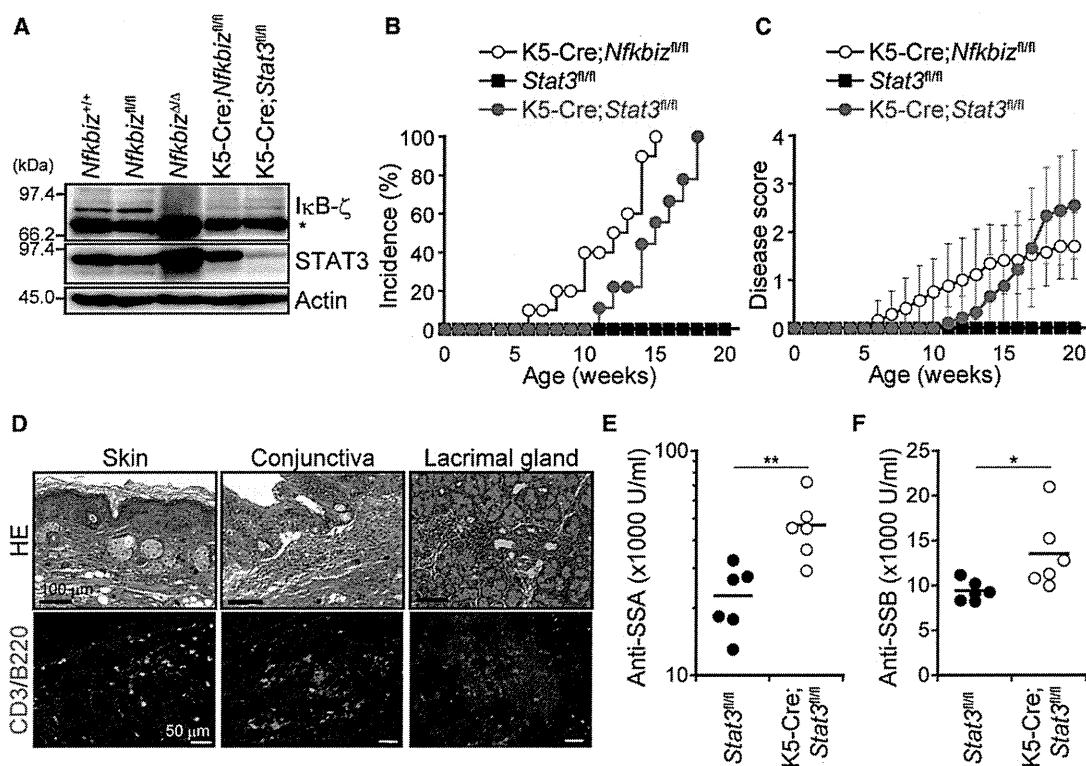 A
Nfkbiz+/+
Nfkbizfl/fl
NfkbizΔ/Δ
K5-Cre;Nfkbizfl/fl
K5-Cre;Stat3fl/fl
(kDa)
97.4
66.2
97.4
45.0
IκB-ζ
*
STAT3
Actin
B
K5-Cre;Nfkbizfl/fl
Stat3fl/fl
K5-Cre;Stat3fl/fl
Incidence (%)
100
80
60
40
20
0
0 5 10 15 20
Age (weeks)
C
K5-Cre;Nfkbizfl/fl
Stat3fl/fl
K5-Cre;Stat3fl/fl
Disease score
4
3
2
1
0
0 5 10 15 20
Age (weeks)
D
Skin Conjunctiva Lacrimal gland
HE
100 μm
CD3/B220
50 μm
E
Anti-SSA (x1000 U/ml)
100
10
**
Stat3fl/fl
K5-Cre;
Stat3fl/fl
F
Anti-SSB (x1000 U/ml)
25
20
15
10
5
0
*
Stat3fl/fl
K5-Cre;
Stat3fl/fl